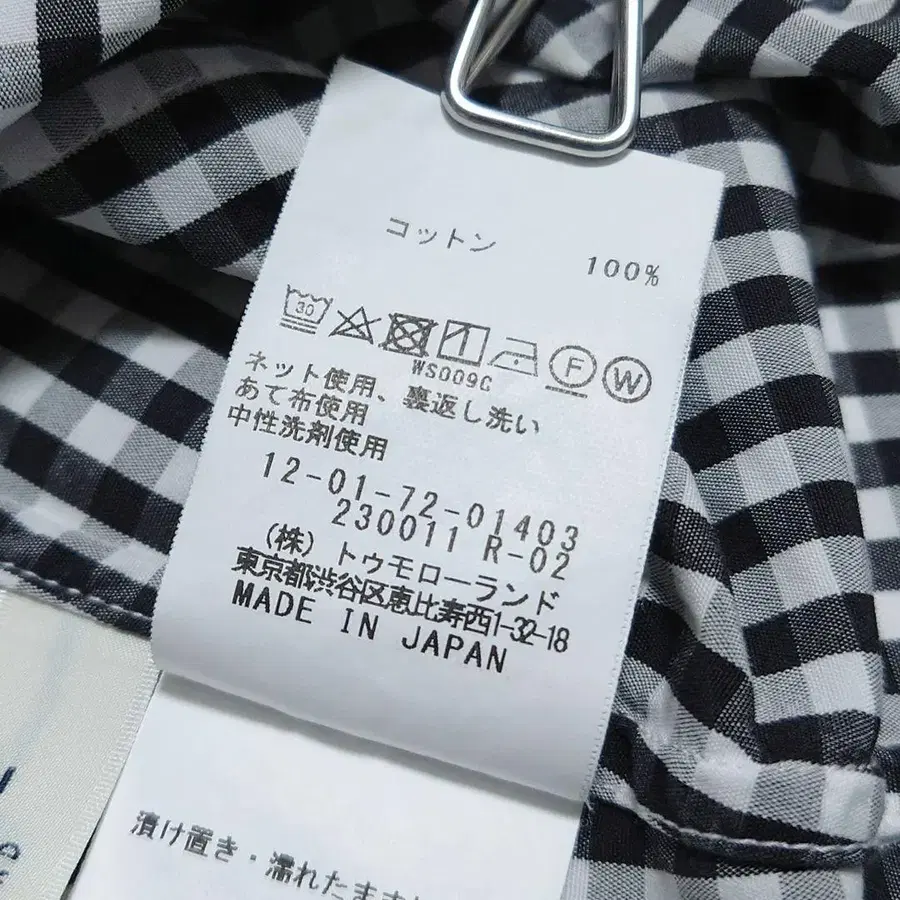 コットン 100%
30
F W
WS009C
ネット使用、裏返し洗い
あて布使用
中性洗剤使用
12-01-72-01403
230011 R-02
(株) トゥモローランド
東京都渋谷区恵比寿西1-32-18
MADE IN JAPAN
漬け置き・濡れたまま